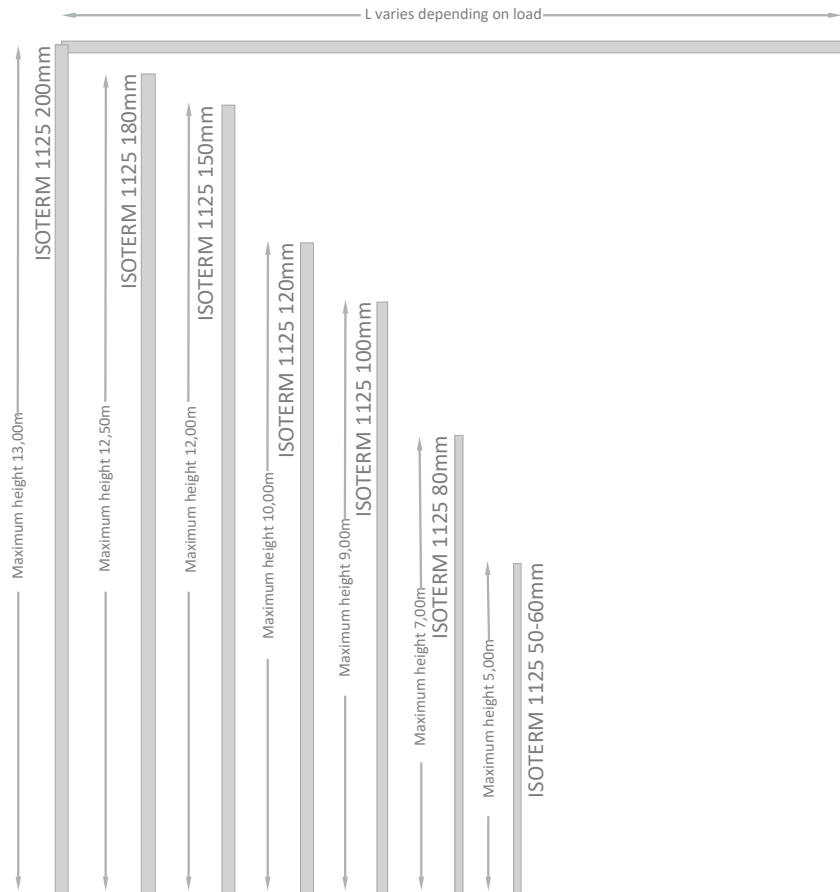 L varies depending on load
ISOTERM 1125 200mm
Maximum height 13,00m
ISOTERM 1125 180mm
Maximum height 12,50m
ISOTERM 1125 150mm
Maximum height 12,00m
ISOTERM 1125 120mm
Maximum height 10,00m
ISOTERM 1125 100mm
Maximum height 9,00m
ISOTERM 1125 80mm
Maximum height 7,00m
ISOTERM 1125 50-60mm
Maximum height 5,00m